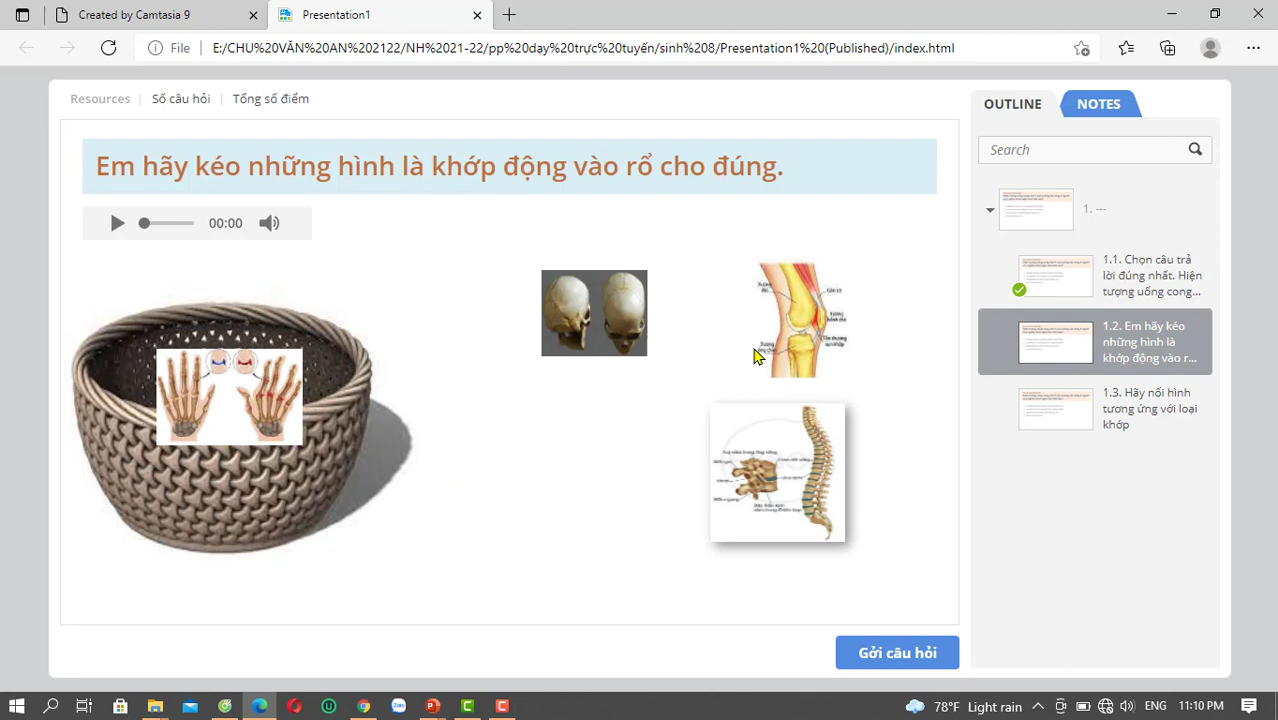 Created by Camtasia 9
Presentation1
File
E:/CHU%20VĂN%20AN%202122/NH%2021-22/pp%20day%20trực%20tuyến/sinh%208/Presentation1%20(Published)/index.html
Resources
Số câu hỏi
Tổng số điểm
Em hãy kéo những hình là khớp động vào rổ cho đúng.
00:00
Gởi câu hỏi
OUTLINE
NOTES
Search
1. ---
1.1. Chọn câu trả
lời đúng nhất. Hiện
tượng uống cong...
1.2. Em hãy kéo
những hình là
khớp động vào r...
1.3. Hãy nối hình
tương ứng với loại
khớp
Zalo
78°F Light rain
ENG
11:10 PM